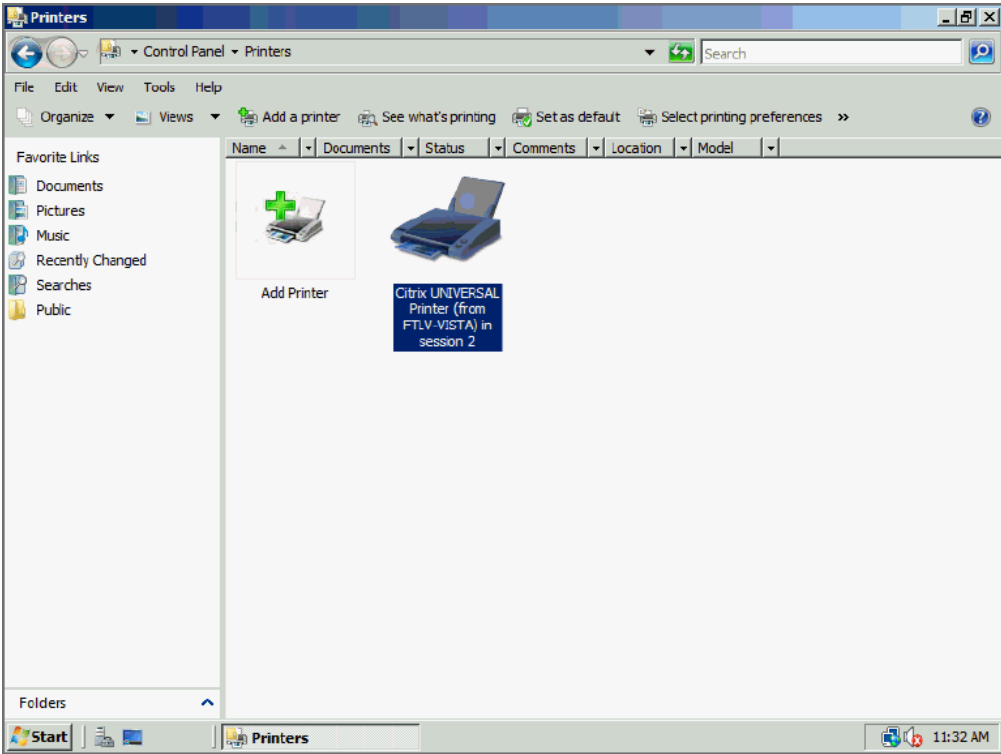 Printers
Control Panel Printers
Search
File Edit View Tools Help
Organize Views Add a printer See what's printing Set as default Select printing preferences »
Favorite Links
Name Documents Status Comments Location Model
Documents
Pictures
Music
Recently Changed
Searches
Public
Add Printer
Citrix UNIVERSAL
Printer (from
FTLV-VISTA) in
session 2
Folders
Start
Printers
11:32 AM